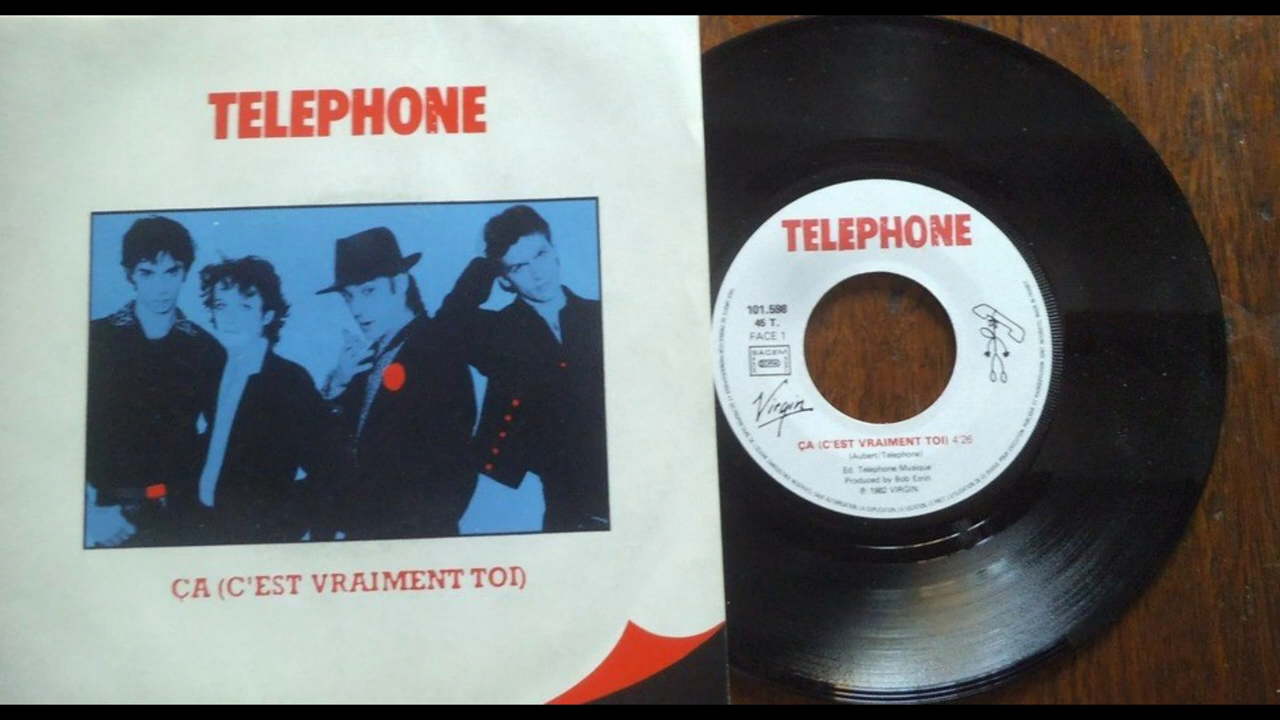 TELEPHONE
ÇA (C'EST VRAIMENT TOI)
TELEPHONE
101.598
45 T.
FACE 1
SACEM
Virgin
ÇA (C'EST VRAIMENT TOI) 4'26
(Aubert/Telephone)
Ed. Telephone Musique
Produced by Bob Ezrin
℗ 1982 VIRGIN